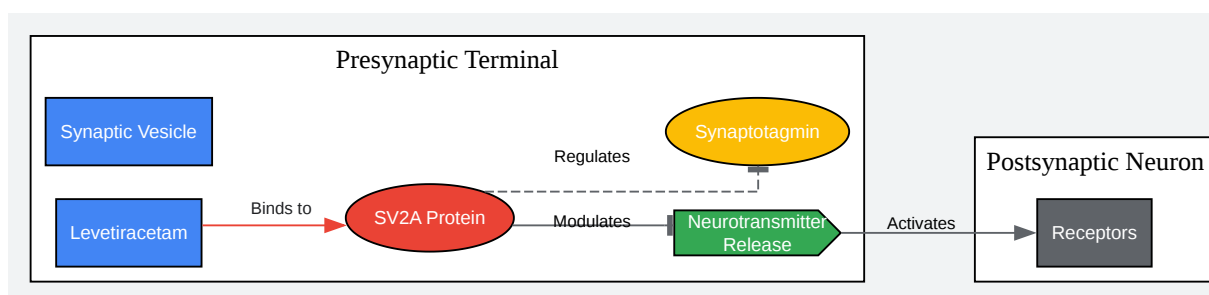 Presynaptic Terminal
Synaptic Vesicle
Synaptotagmin
Regulates
Postsynaptic Neuron
Levetiracetam
Binds to
SV2A Protein
Modulates
Neurotransmitter
Release
Activates
Receptors